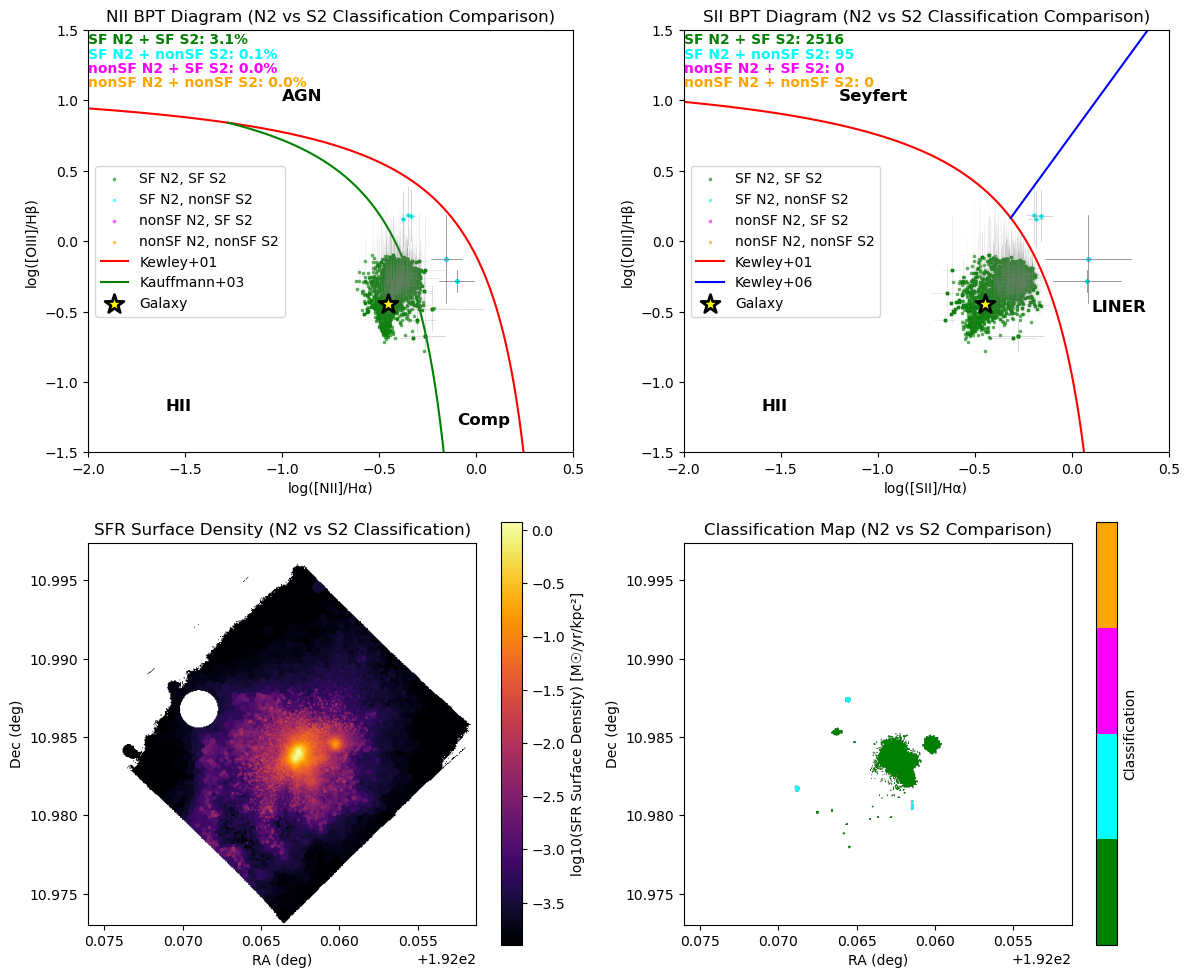 NII BPT Diagram (N2 vs S2 Classification Comparison)
SF N2 + SF S2: 3.1%
SF N2 + nonSF S2: 0.1%
nonSF N2 + SF S2: 0.0%
nonSF N2 + nonSF S2: 0.0%
AGN
SF N2, SF S2
SF N2, nonSF S2
nonSF N2, SF S2
nonSF N2, nonSF S2
Kewley+01
Kauffmann+03
Galaxy
HII
Comp
1.5
1.0
0.5
0.0
−0.5
−1.0
−1.5
log([OIII]/Hβ)
−2.0 −1.5 −1.0 −0.5 0.0 0.5
log([NII]/Hα)
SII BPT Diagram (N2 vs S2 Classification Comparison)
SF N2 + SF S2: 2516
SF N2 + nonSF S2: 95
nonSF N2 + SF S2: 0
nonSF N2 + nonSF S2: 0
Seyfert
SF N2, SF S2
SF N2, nonSF S2
nonSF N2, SF S2
nonSF N2, nonSF S2
Kewley+01
Kewley+06
Galaxy
LINER
HII
1.5
1.0
0.5
0.0
−0.5
−1.0
−1.5
log([OIII]/Hβ)
−2.0 −1.5 −1.0 −0.5 0.0 0.5
log([SII]/Hα)
SFR Surface Density (N2 vs S2 Classification)
10.995
10.990
10.985
10.980
10.975
Dec (deg)
0.075 0.070 0.065 0.060 0.055
RA (deg)
+1.92e2
0.0
−0.5
−1.0
−1.5
−2.0
−2.5
−3.0
−3.5
log10(SFR Surface Density) [M☉/yr/kpc²]
Classification Map (N2 vs S2 Comparison)
10.995
10.990
10.985
10.980
10.975
Dec (deg)
0.075 0.070 0.065 0.060 0.055
RA (deg)
+1.92e2
Classification